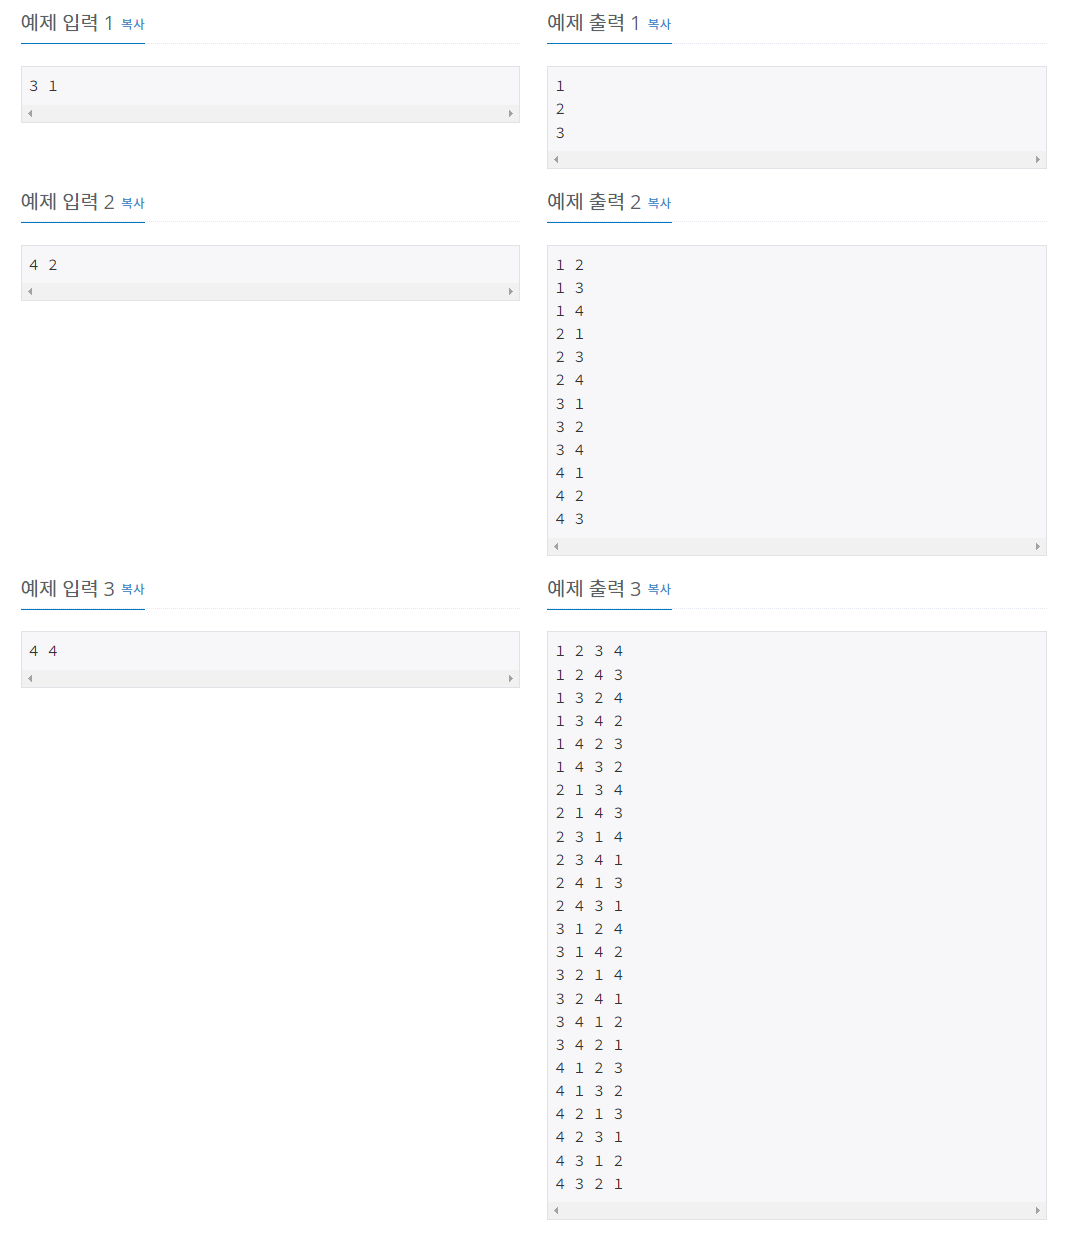 예제 입력 1 복사
3 1
예제 출력 1 복사
1
2
3
예제 입력 2 복사
4 2
예제 출력 2 복사
1 2
1 3
1 4
2 1
2 3
2 4
3 1
3 2
3 4
4 1
4 2
4 3
예제 입력 3 복사
4 4
예제 출력 3 복사
1 2 3 4
1 2 4 3
1 3 2 4
1 3 4 2
1 4 2 3
1 4 3 2
2 1 3 4
2 1 4 3
2 3 1 4
2 3 4 1
2 4 1 3
2 4 3 1
3 1 2 4
3 1 4 2
3 2 1 4
3 2 4 1
3 4 1 2
3 4 2 1
4 1 2 3
4 1 3 2
4 2 1 3
4 2 3 1
4 3 1 2
4 3 2 1